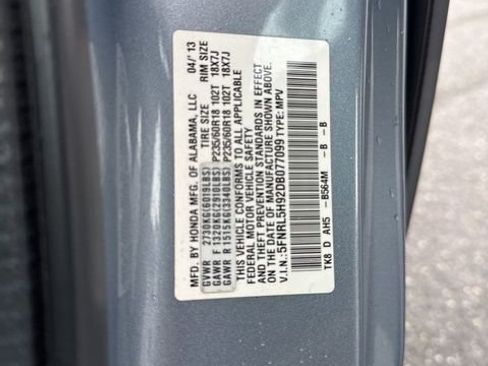 MFD. BY HONDA MFG. OF ALABAMA, LLC 04/'13
TIRE SIZE RIM SIZE
GVWR 2730KG(6019LBS)
GAWR F 1320KG(2910LBS) P235/60R18 102T 18X7J
GAWR R 1515KG(3340LBS) P235/60R18 102T 18X7J
THIS VEHICLE CONFORMS TO ALL APPLICABLE
FEDERAL MOTOR VEHICLE SAFETY
AND THEFT PREVENTION STANDARDS IN EFFECT
ON THE DATE OF MANUFACTURE SHOWN ABOVE.
V.I.N.:5FNRL5H92DB077099 TYPE: MPV
TK8 D AH5 -B564M -B -B